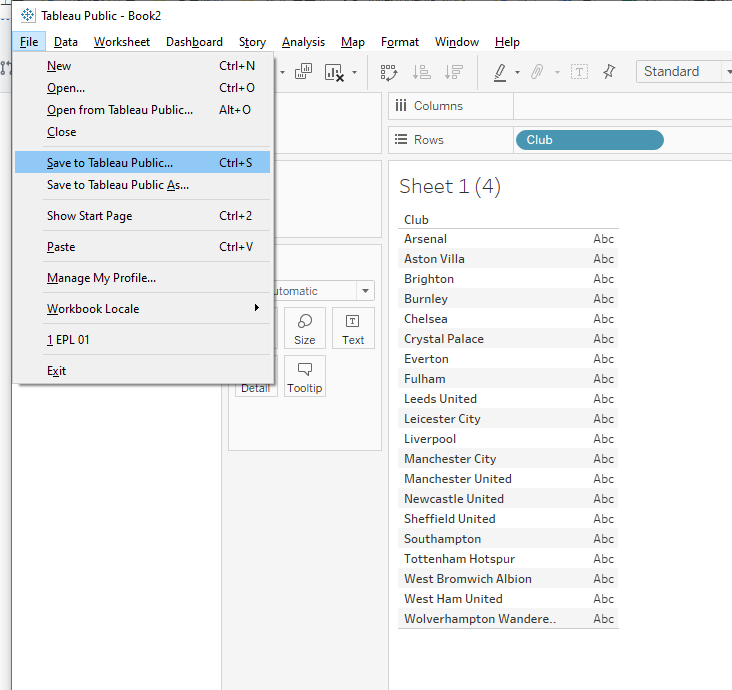 Tableau Public - Book2
File Data Worksheet Dashboard Story Analysis Map Format Window Help
New Ctrl+N
Open... Ctrl+O
Open from Tableau Public... Alt+O
Close
Save to Tableau Public... Ctrl+S
Save to Tableau Public As...
Show Start Page Ctrl+2
Paste Ctrl+V
Manage My Profile...
Workbook Locale
1 EPL 01
Exit
Standard
Columns
Rows Club
utomatic
Size Text
Detail Tooltip
Sheet 1 (4)
Club
Arsenal Abc
Aston Villa Abc
Brighton Abc
Burnley Abc
Chelsea Abc
Crystal Palace Abc
Everton Abc
Fulham Abc
Leeds United Abc
Leicester City Abc
Liverpool Abc
Manchester City Abc
Manchester United Abc
Newcastle United Abc
Sheffield United Abc
Southampton Abc
Tottenham Hotspur Abc
West Bromwich Albion Abc
West Ham United Abc
Wolverhampton Wandere.. Abc